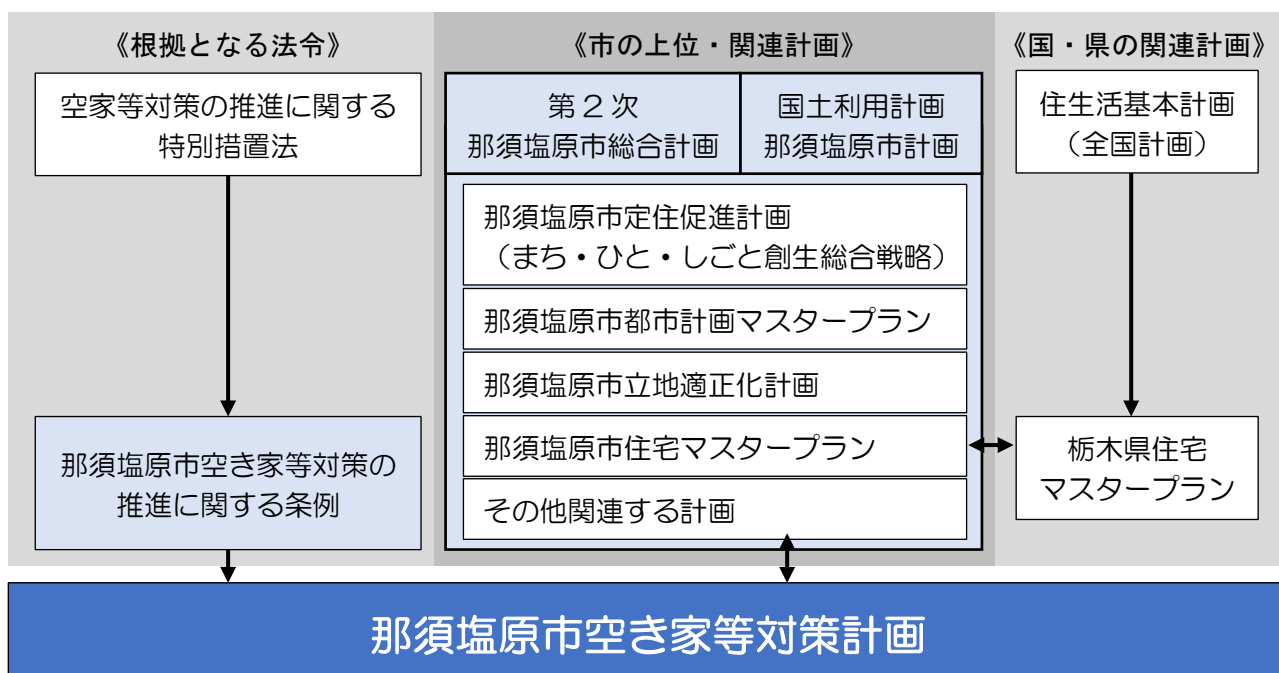 《根拠となる法令》
空家等対策の推進に関する
特別措置法
那須塩原市空き家等対策の
推進に関する条例
《市の上位・関連計画》
第２次
那須塩原市総合計画
国土利用計画
那須塩原市計画
那須塩原市定住促進計画
（まち・ひと・しごと創生総合戦略）
那須塩原市都市計画マスタープラン
那須塩原市立地適正化計画
那須塩原市住宅マスタープラン
その他関連する計画
《国・県の関連計画》
住生活基本計画
（全国計画）
栃木県住宅
マスタープラン
那須塩原市空き家等対策計画